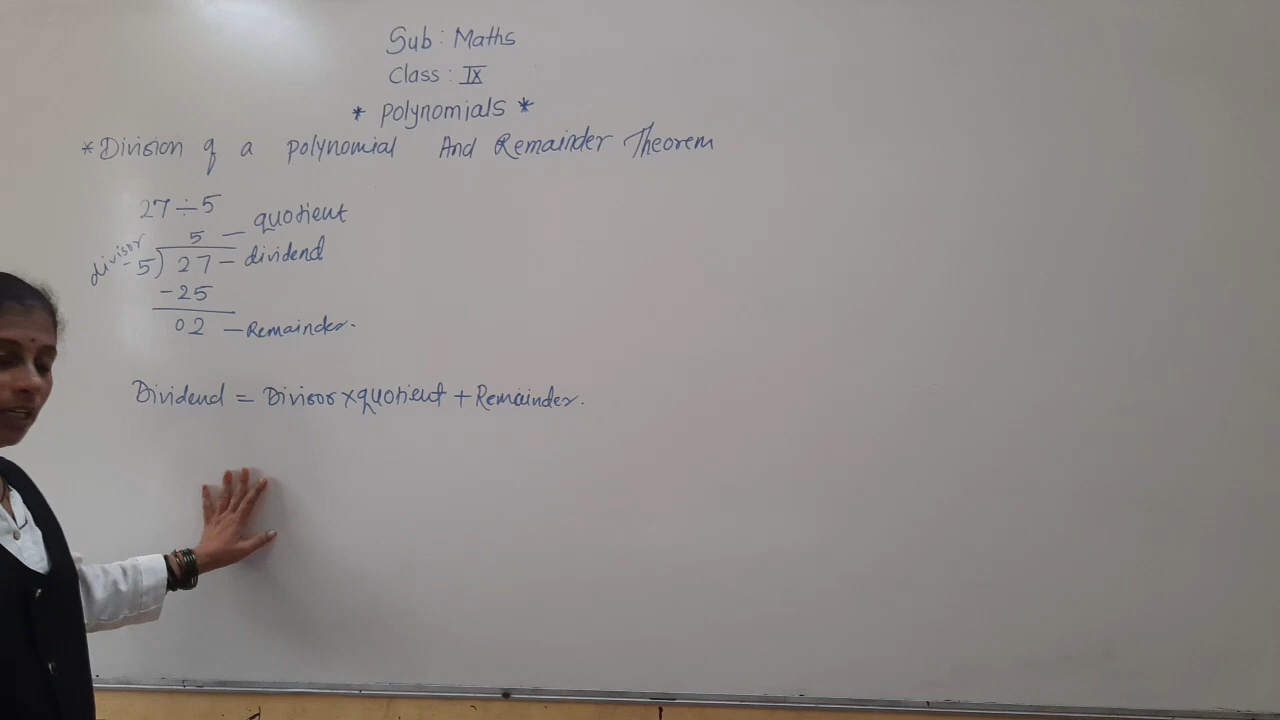 Sub: Maths
Class: IX
* Polynomials *
* Division of a polynomial And Remainder Theorem
27 ÷ 5
5 — quotient
divisor - 5) 27 - dividend
-25
02 — Remainder.
Dividend = Divisor x quotient + Remainder.